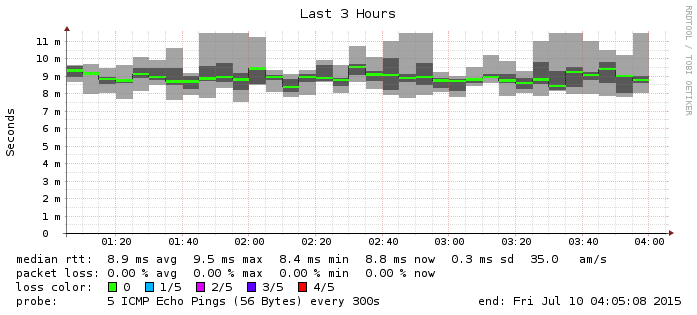 Last 3 Hours
RRDTOOL / TOBI OETIKER
Seconds
11 m
10 m
9 m
8 m
7 m
6 m
5 m
4 m
3 m
2 m
1 m
0
01:20 01:40 02:00 02:20 02:40 03:00 03:20 03:40 04:00
median rtt: 8.9 ms avg 9.5 ms max 8.4 ms min 8.8 ms now 0.3 ms sd 35.0 am/s
packet loss: 0.00 % avg 0.00 % max 0.00 % min 0.00 % now
loss color: 0 1/5 2/5 3/5 4/5
probe: 5 ICMP Echo Pings (56 Bytes) every 300s end: Fri Jul 10 04:05:08 2015